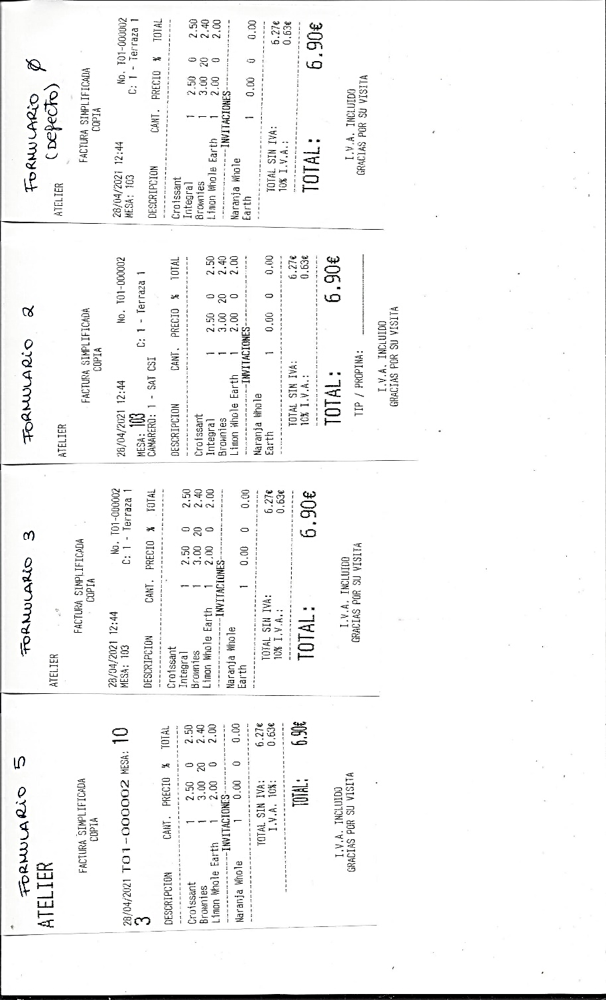 FORMULARIO Ø
(Defecto)
ATELIER
FACTURA SIMPLIFICADA
COPIA
28/04/2021 12:44 No. T01-000002
MESA: 103 C: 1 - Terraza 1
DESCRIPCION CANT. PRECIO % TOTAL
Croissant
Integral 1 2.50 0 2.50
Brownies 1 3.00 20 2.40
Limon Whole Earth 1 2.00 0 2.00
INVITACIONES
Naranja Whole
Earth 1 0.00 0 0.00
TOTAL SIN IVA: 6.27€
10% I.V.A.: 0.63€
TOTAL: 6.90€
I.V.A. INCLUIDO
GRACIAS POR SU VISITA
FORMULARIO 2
ATELIER
FACTURA SIMPLIFICADA
COPIA
28/04/2021 12:44 No. T01-000002
MESA: 103 C: 1 - Terraza 1
CAMARERO: 1 - SAT CSI
DESCRIPCION CANT. PRECIO % TOTAL
Croissant
Integral 1 2.50 0 2.50
Brownies 1 3.00 20 2.40
Limon Whole Earth 1 2.00 0 2.00
INVITACIONES
Naranja Whole
Earth 1 0.00 0 0.00
TOTAL SIN IVA: 6.27€
10% I.V.A.: 0.63€
TOTAL: 6.90€
TIP / PROPINA:
I.V.A. INCLUIDO
GRACIAS POR SU VISITA
FORMULARIO 3
ATELIER
FACTURA SIMPLIFICADA
COPIA
28/04/2021 12:44 No. T01-000002
MESA: 103 C: 1 - Terraza 1
DESCRIPCION CANT. PRECIO % TOTAL
Croissant
Integral 1 2.50 0 2.50
Brownies 1 3.00 20 2.40
Limon Whole Earth 1 2.00 0 2.00
INVITACIONES
Naranja Whole
Earth 1 0.00 0 0.00
TOTAL SIN IVA: 6.27€
10% I.V.A.: 0.63€
TOTAL: 6.90€
I.V.A. INCLUIDO
GRACIAS POR SU VISITA
FORMULARIO 5
ATELIER
FACTURA SIMPLIFICADA
COPIA
28/04/2021 T01-000002 MESA: 10
3
DESCRIPCION CANT. PRECIO % TOTAL
Croissant 1 2.50 0 2.50
Brownies 1 3.00 20 2.40
Limon Whole Earth 1 2.00 0 2.00
INVITACIONES
Naranja Whole 1 0.00 0 0.00
TOTAL SIN IVA: 6.27€
I.V.A. 10%: 0.63€
TOTAL: 6.90€
I.V.A. INCLUIDO
GRACIAS POR SU VISITA